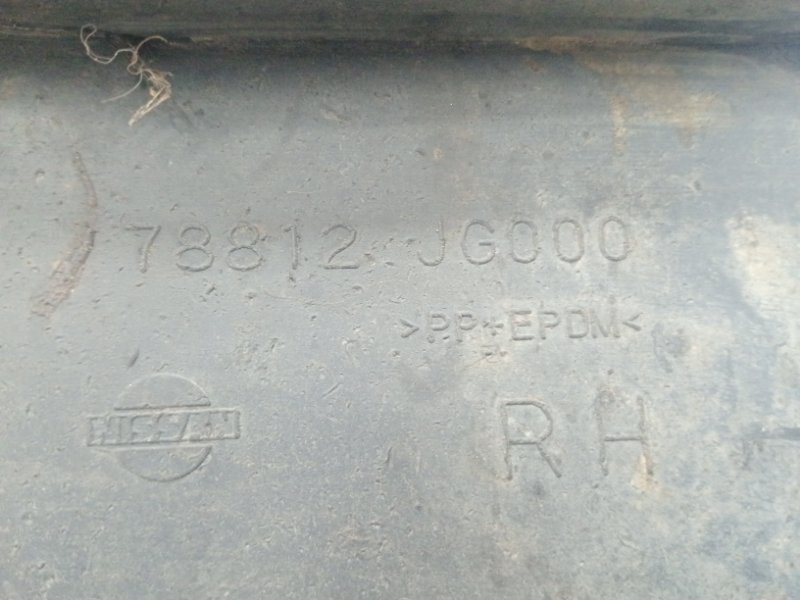 78812 JG000
>PP+EPDM<
NISSAN
RH